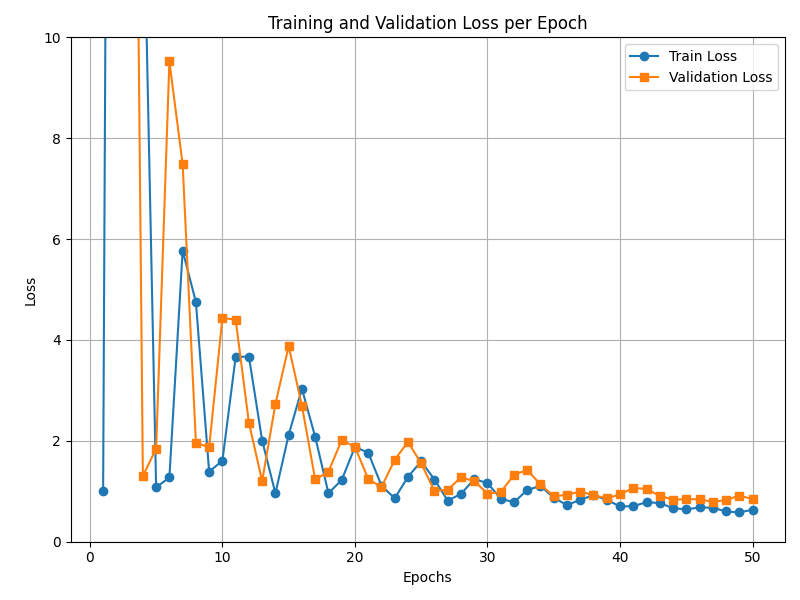 Training and Validation Loss per Epoch
Train Loss
Validation Loss
Loss
10
8
6
4
2
0
0 10 20 30 40 50
Epochs